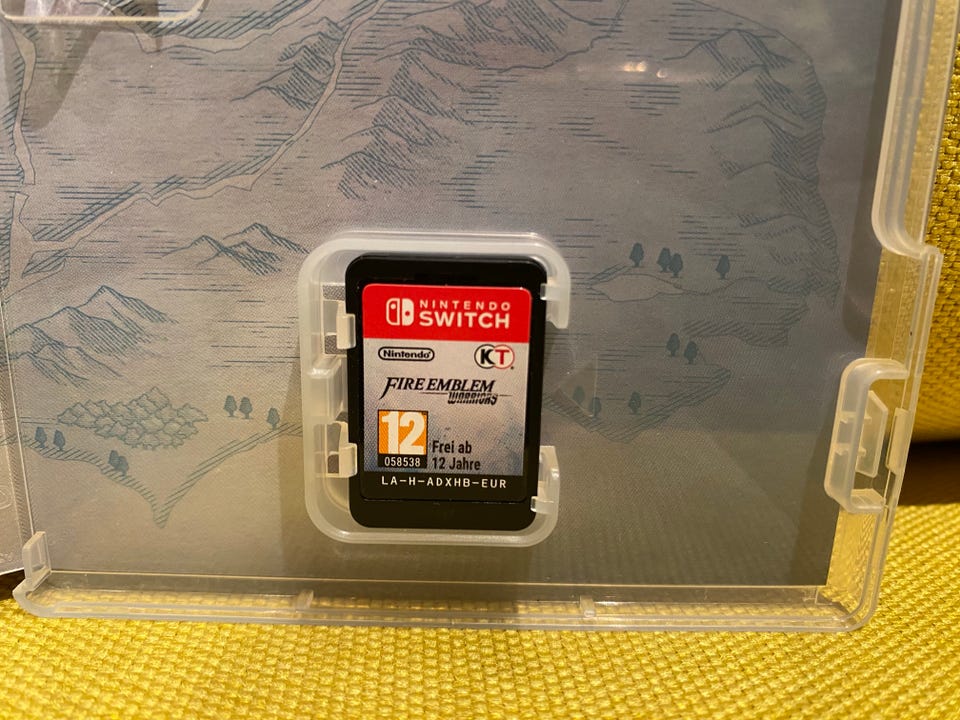 NINTENDO
SWITCH
Nintendo
KT
FIRE EMBLEM
WARRIORS
12
058538
Frei ab
12 Jahre
LA-H-ADXHB-EUR